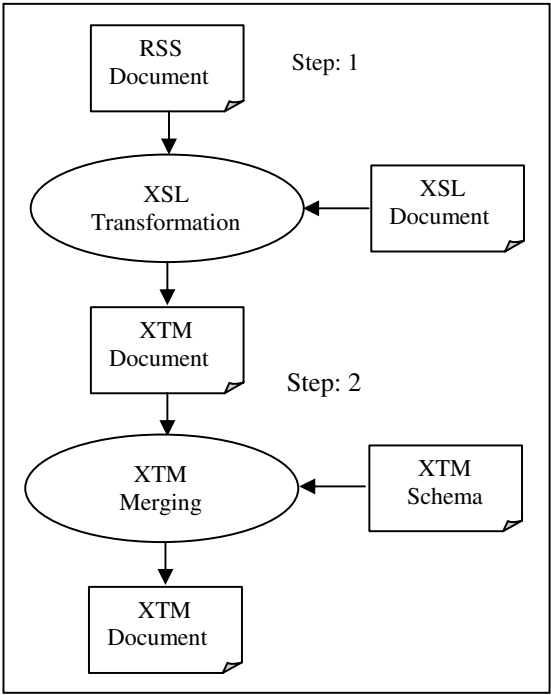 RSS
Document
Step: 1
XSL
Transformation
XSL
Document
XTM
Document
Step: 2
XTM
Merging
XTM
Schema
XTM
Document